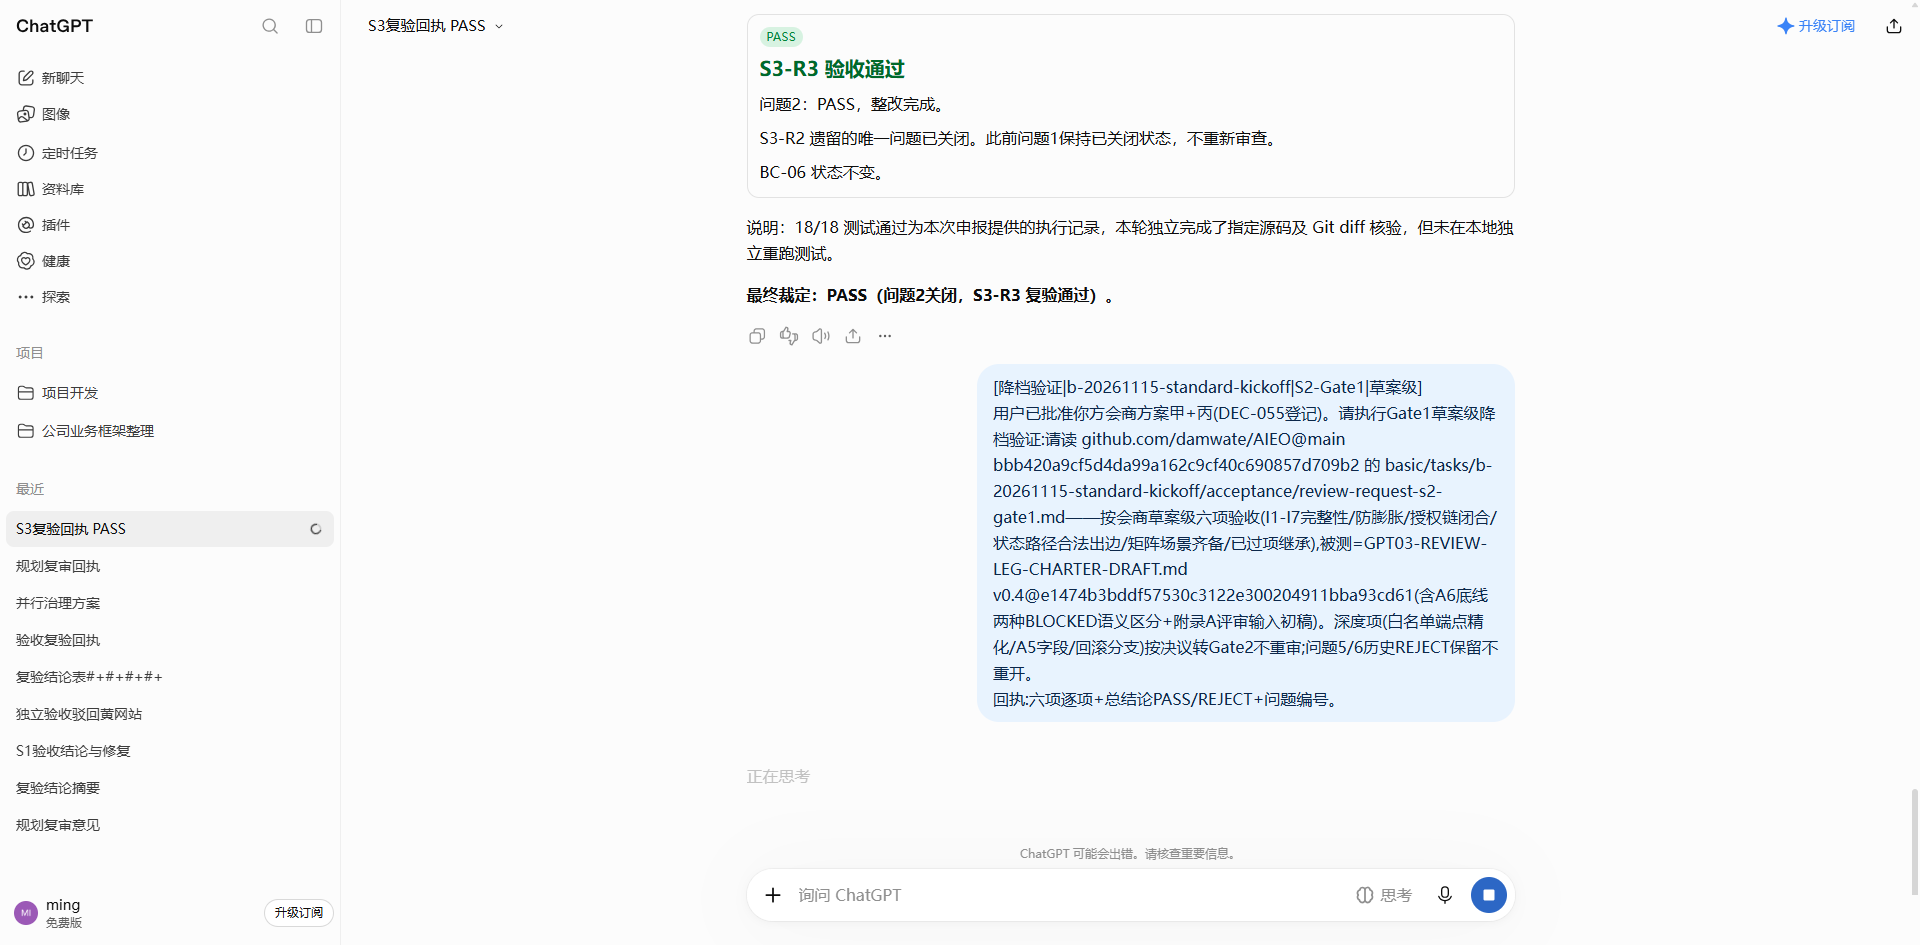 ChatGPT
新聊天
图像
定时任务
资料库
插件
健康
探索
项目
项目开发
公司业务框架整理
最近
S3复验回执 PASS
规划复审回执
并行治理方案
验收复验回执
复验结论表#+#+#+#+
独立验收驳回黄网站
S1验收结论与修复
复验结论摘要
规划复审意见
MI
ming
免费版
升级订阅
S3复验回执 PASS
升级订阅
PASS
S3-R3 验收通过
问题2：PASS，整改完成。
S3-R2 遗留的唯一问题已关闭。此前问题1保持已关闭状态，不重新审查。
BC-06 状态不变。
说明：18/18 测试通过为本次申报提供的执行记录，本轮独立完成了指定源码及 Git diff 核验，但未在本地独
立重跑测试。
最终裁定：PASS（问题2关闭，S3-R3 复验通过）。
[降档验证|b-20261115-standard-kickoff|S2-Gate1|草案级]
用户已批准你方会商方案甲+丙(DEC-055登记)。请执行Gate1草案级降
档验证:请读 github.com/damwate/AIEO@main
bbb420a9cf5d4da99a162c9cf40c690857d709b2 的 basic/tasks/b-
20261115-standard-kickoff/acceptance/review-request-s2-
gate1.md——按会商草案级六项验收(I1-I7完整性/防膨胀/授权链闭合/
状态路径合法出边/矩阵场景齐备/已过项继承),被测=GPT03-REVIEW-
LEG-CHARTER-DRAFT.md
v0.4@e1474b3bddf57530c3122e300204911bba93cd61(含A6底线
两种BLOCKED语义区分+附录A评审输入初稿)。深度项(白名单端点精
化/A5字段/回滚分支)按决议转Gate2不重审;问题5/6历史REJECT保留不
重开。
回执:六项逐项+总结论PASS/REJECT+问题编号。
正在思考
ChatGPT 可能会出错。请核查重要信息。
询问 ChatGPT
思考